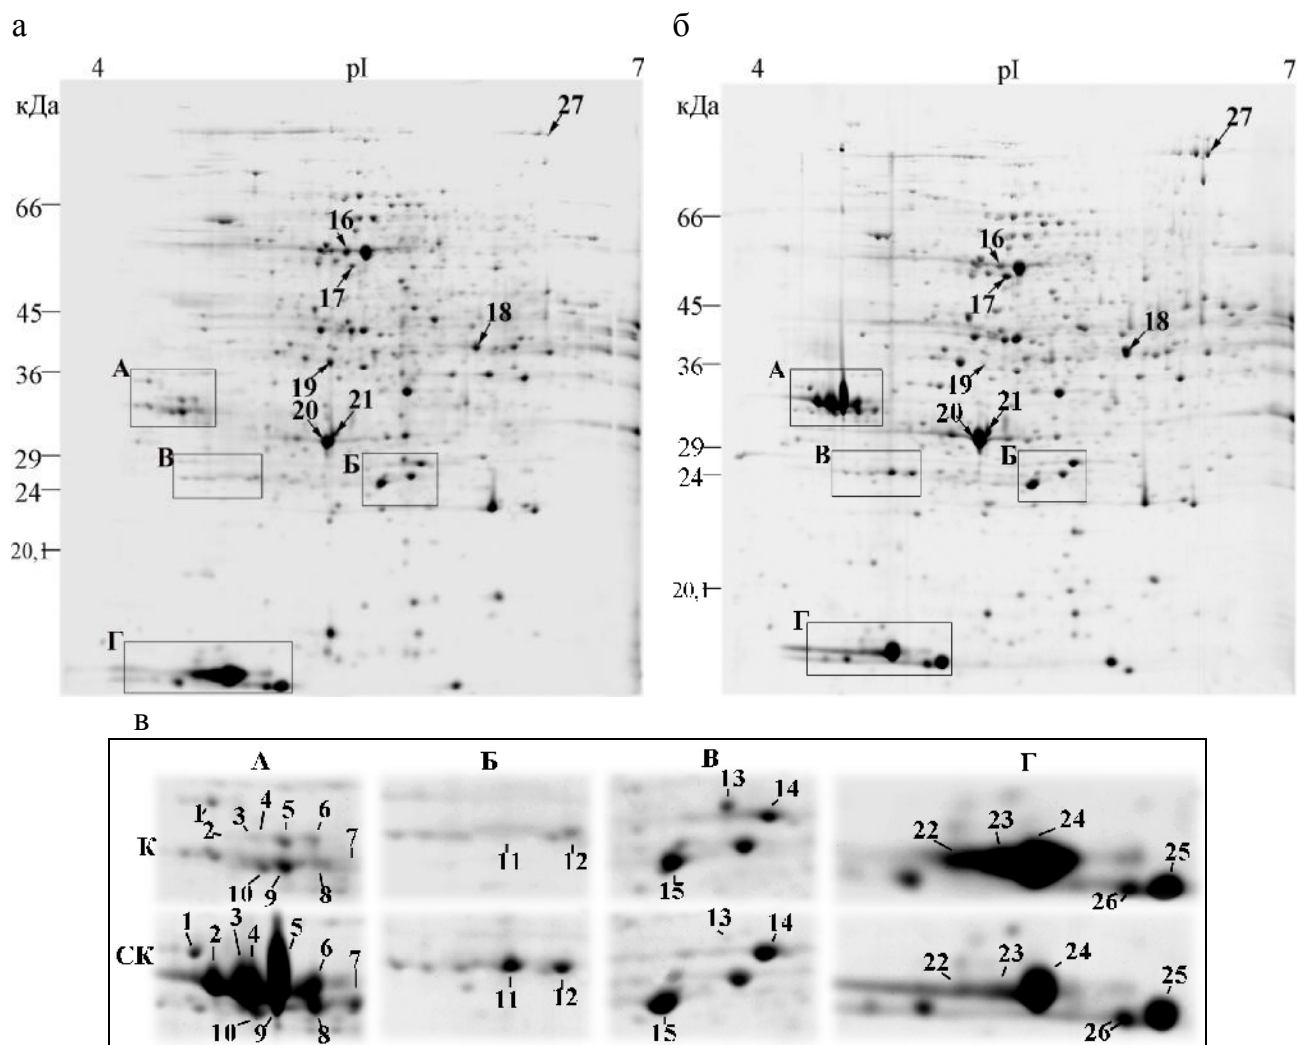 а б
4 pI 7 4 pI 7
кДа кДа
27 27
66 66
16 16
17 17
45 45
18 18
А 36 А 36
19 19
20 21 20 21
29 29
В Б В Б
24 24
20,1 20,1
Г Г
в
А Б В Г
К 1 2 3 4 5 6 7 10 9 8 11 12 13 14 15 22 23 24 25 26
СК 1 2 3 4 5 6 7 10 9 8 11 12 13 14 15 22 23 24 25 26